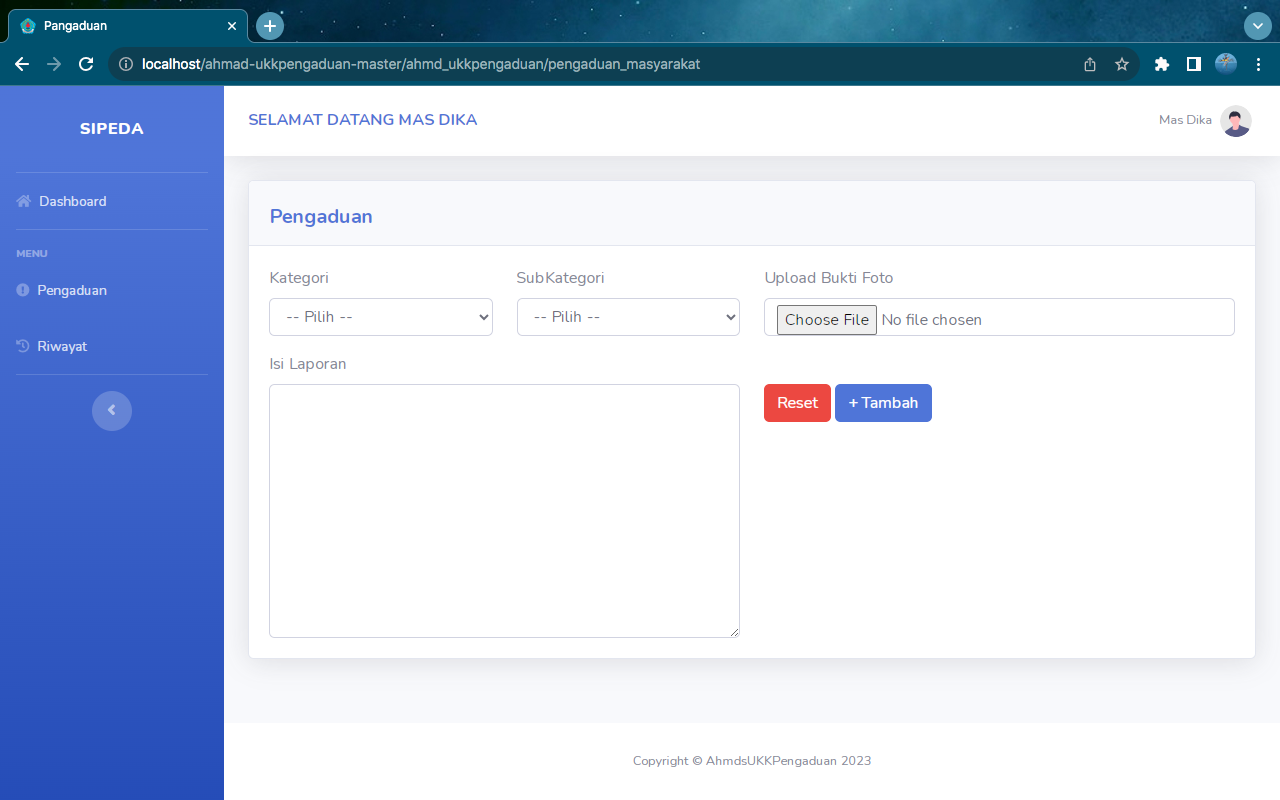 Pangaduan
localhost/ahmad-ukkpengaduan-master/ahmd_ukkpengaduan/pengaduan_masyarakat
SIPEDA
SELAMAT DATANG MAS DIKA
Mas Dika
Dashboard
MENU
Pengaduan
Riwayat
Pengaduan
Kategori
SubKategori
Upload Bukti Foto
-- Pilih --
-- Pilih --
Choose File No file chosen
Isi Laporan
Reset
+ Tambah
Copyright © AhmdsUKKPengaduan 2023